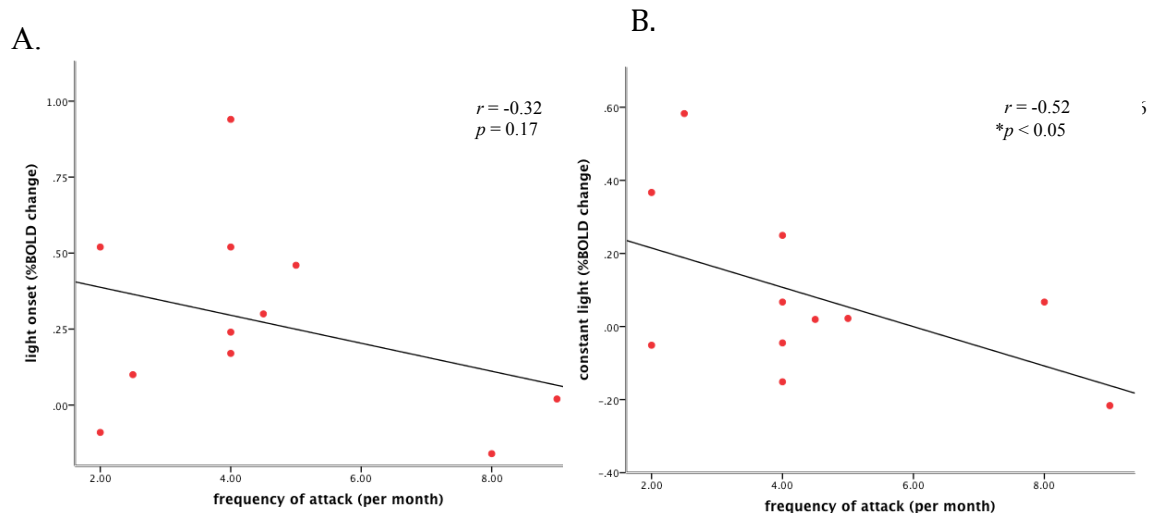 A.
1.00
.75
.50
.25
.00
light onset (%BOLD change)
r = -0.32
p = 0.17
2.00 4.00 6.00 8.00
frequency of attack (per month)
B.
.60
.40
.20
.00
-.20
-.40
constant light (%BOLD change)
r = -0.52
*p < 0.05
2.00 4.00 6.00 8.00
frequency of attack (per month)